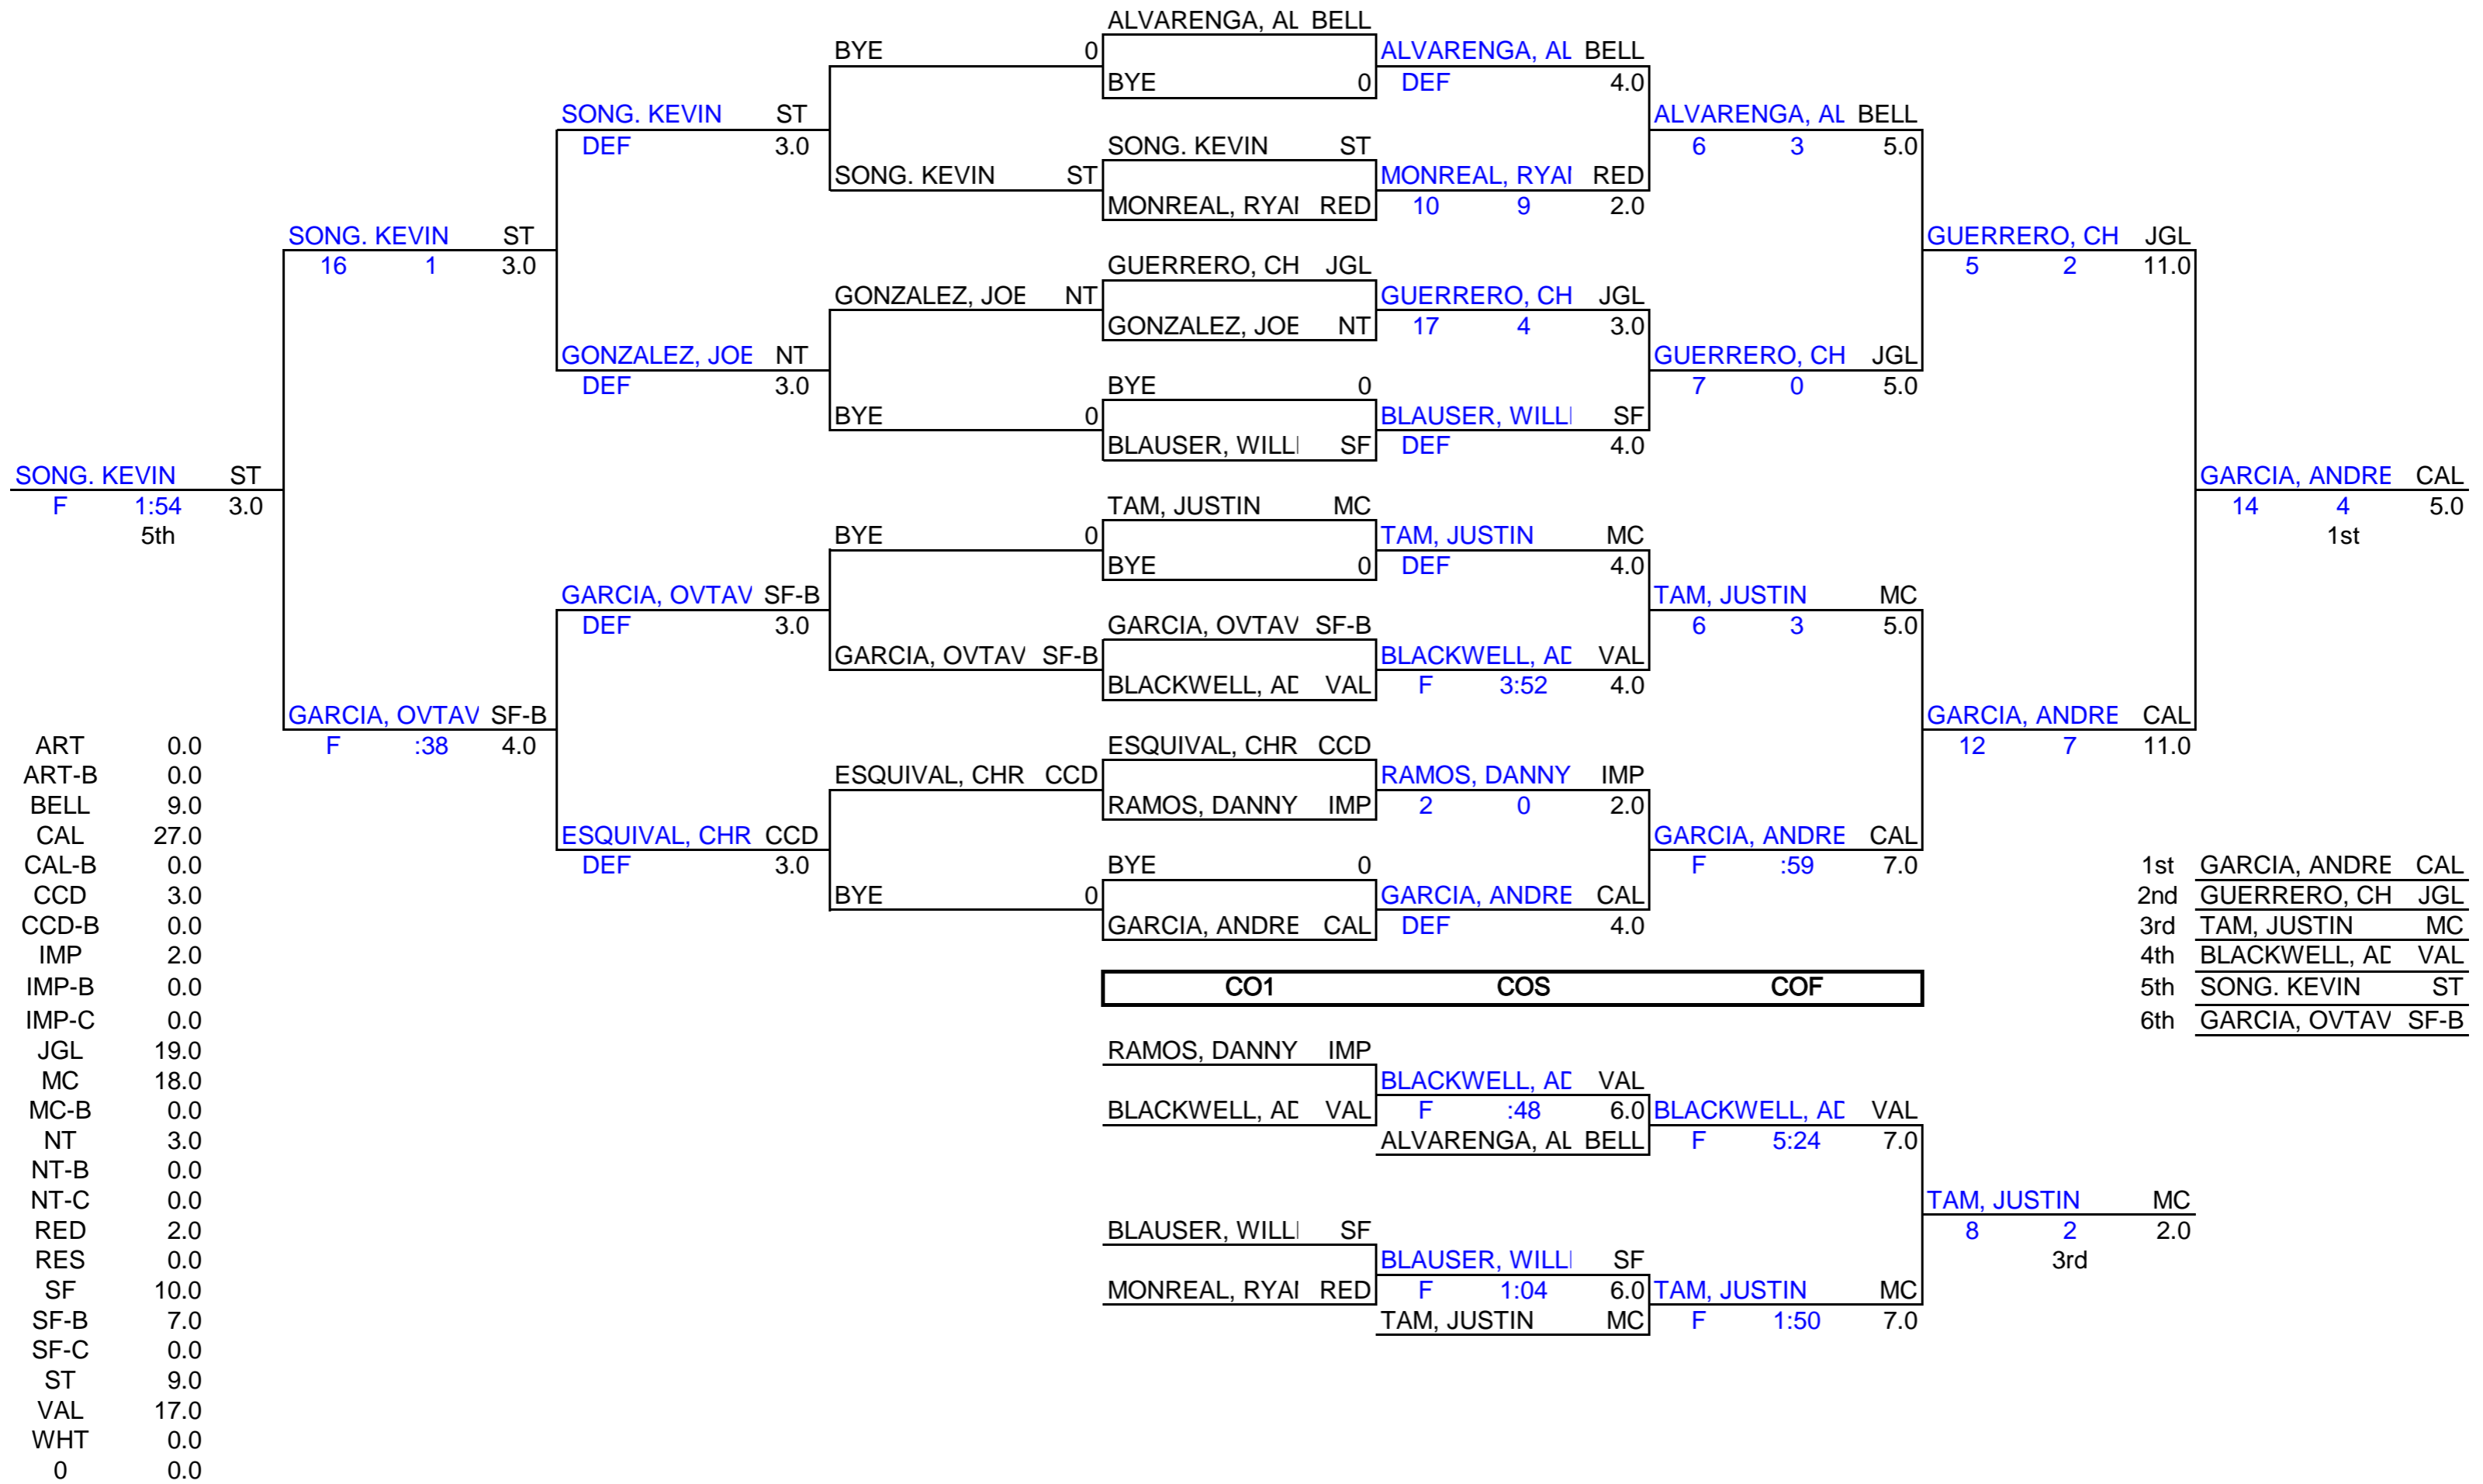 ALVARENGA, AL BELL
BYE 0 ALVARENGA, AL BELL
BYE 0 DEF 4.0
SONG. KEVIN ST ALVARENGA, AL BELL
DEF 3.0 SONG. KEVIN ST 6 3 5.0
SONG. KEVIN ST MONREAL, RYAN RED
MONREAL, RYAN RED 10 9 2.0
SONG. KEVIN ST GUERRERO, CH JGL
16 1 3.0 GUERRERO, CH JGL 5 2 11.0
GONZALEZ, JOE NT GUERRERO, CH JGL
GONZALEZ, JOE NT 17 4 3.0
GONZALEZ, JOE NT GUERRERO, CH JGL
DEF 3.0 BYE 0 7 0 5.0
BYE 0 BLAUSER, WILLI SF
BLAUSER, WILLI SF DEF 4.0
SONG. KEVIN ST GARCIA, ANDRE CAL
F 1:54 3.0 TAM, JUSTIN MC 14 4 5.0
5th BYE 0 TAM, JUSTIN MC 1st
BYE 0 DEF 4.0
GARCIA, OVTAV SF-B TAM, JUSTIN MC
DEF 3.0 GARCIA, OVTAV SF-B 6 3 5.0
GARCIA, OVTAV SF-B BLACKWELL, AD VAL
BLACKWELL, AD VAL F 3:52 4.0
GARCIA, OVTAV SF-B GARCIA, ANDRE CAL
ART 0.0 F :38 4.0 ESQUIVAL, CHR CCD 12 7 11.0
ART-B 0.0 ESQUIVAL, CHR CCD RAMOS, DANNY IMP
BELL 9.0 RAMOS, DANNY IMP 2 0 2.0
CAL 27.0 ESQUIVAL, CHR CCD GARCIA, ANDRE CAL
CAL-B 0.0 DEF 3.0 BYE 0 F :59 7.0 1st GARCIA, ANDRE CAL
CCD 3.0 BYE 0 GARCIA, ANDRE CAL 2nd GUERRERO, CH JGL
CCD-B 0.0 GARCIA, ANDRE CAL DEF 4.0 3rd TAM, JUSTIN MC
IMP 2.0 4th BLACKWELL, AD VAL
IMP-B 0.0 CO1 COS COF 5th SONG. KEVIN ST
IMP-C 0.0 6th GARCIA, OVTAV SF-B
JGL 19.0 RAMOS, DANNY IMP
MC 18.0 BLACKWELL, AD VAL
MC-B 0.0 BLACKWELL, AD VAL F :48 6.0 BLACKWELL, AD VAL
NT 3.0 ALVARENGA, AL BELL F 5:24 7.0
NT-B 0.0
NT-C 0.0 TAM, JUSTIN MC
RED 2.0 BLAUSER, WILLI SF 8 2 2.0
RES 0.0 BLAUSER, WILLI SF 3rd
SF 10.0 MONREAL, RYAN RED F 1:04 6.0 TAM, JUSTIN MC
SF-B 7.0 TAM, JUSTIN MC F 1:50 7.0
SF-C 0.0
ST 9.0
VAL 17.0
WHT 0.0
0 0.0